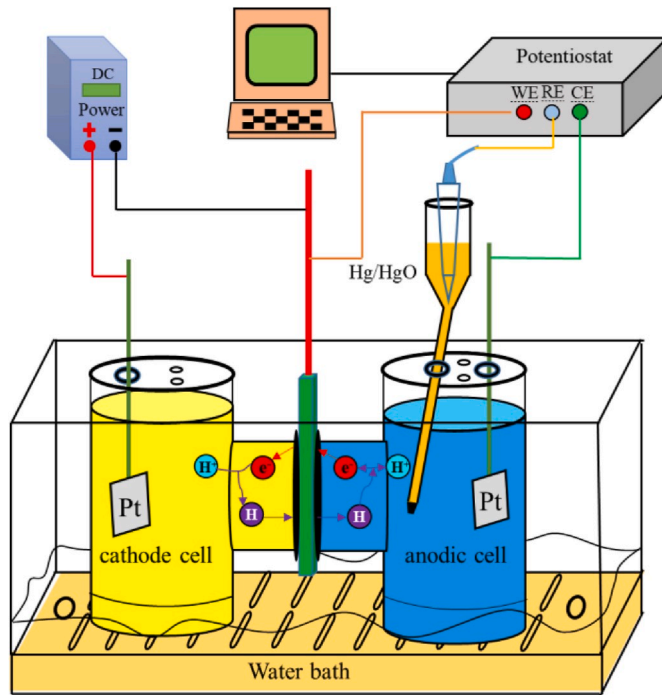 DC
Power
+ −
Potentiostat
WE RE CE
Hg/HgO
H⁺ e⁻ e⁻ H⁺
H H
Pt Pt
cathode cell anodic cell
Water bath